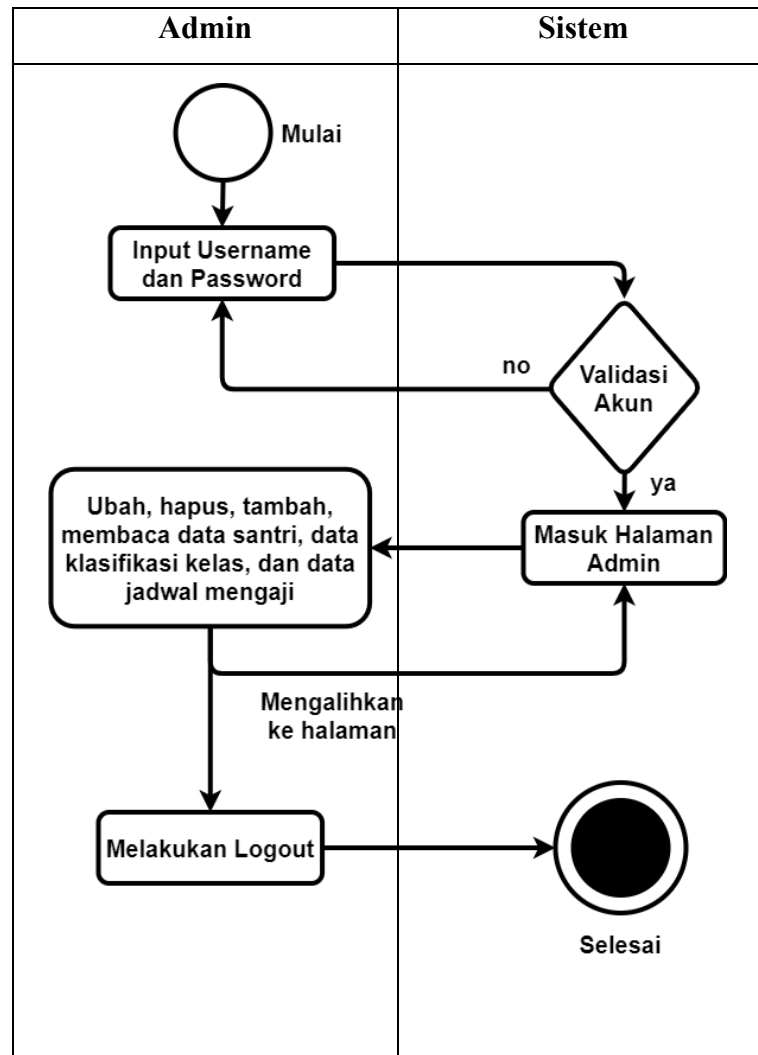 Admin
Sistem
Mulai
Input Username
dan Password
no
Validasi
Akun
ya
Ubah, hapus, tambah,
membaca data santri, data
klasifikasi kelas, dan data
jadwal mengaji
Masuk Halaman
Admin
Mengalihkan
ke halaman
Melakukan Logout
Selesai